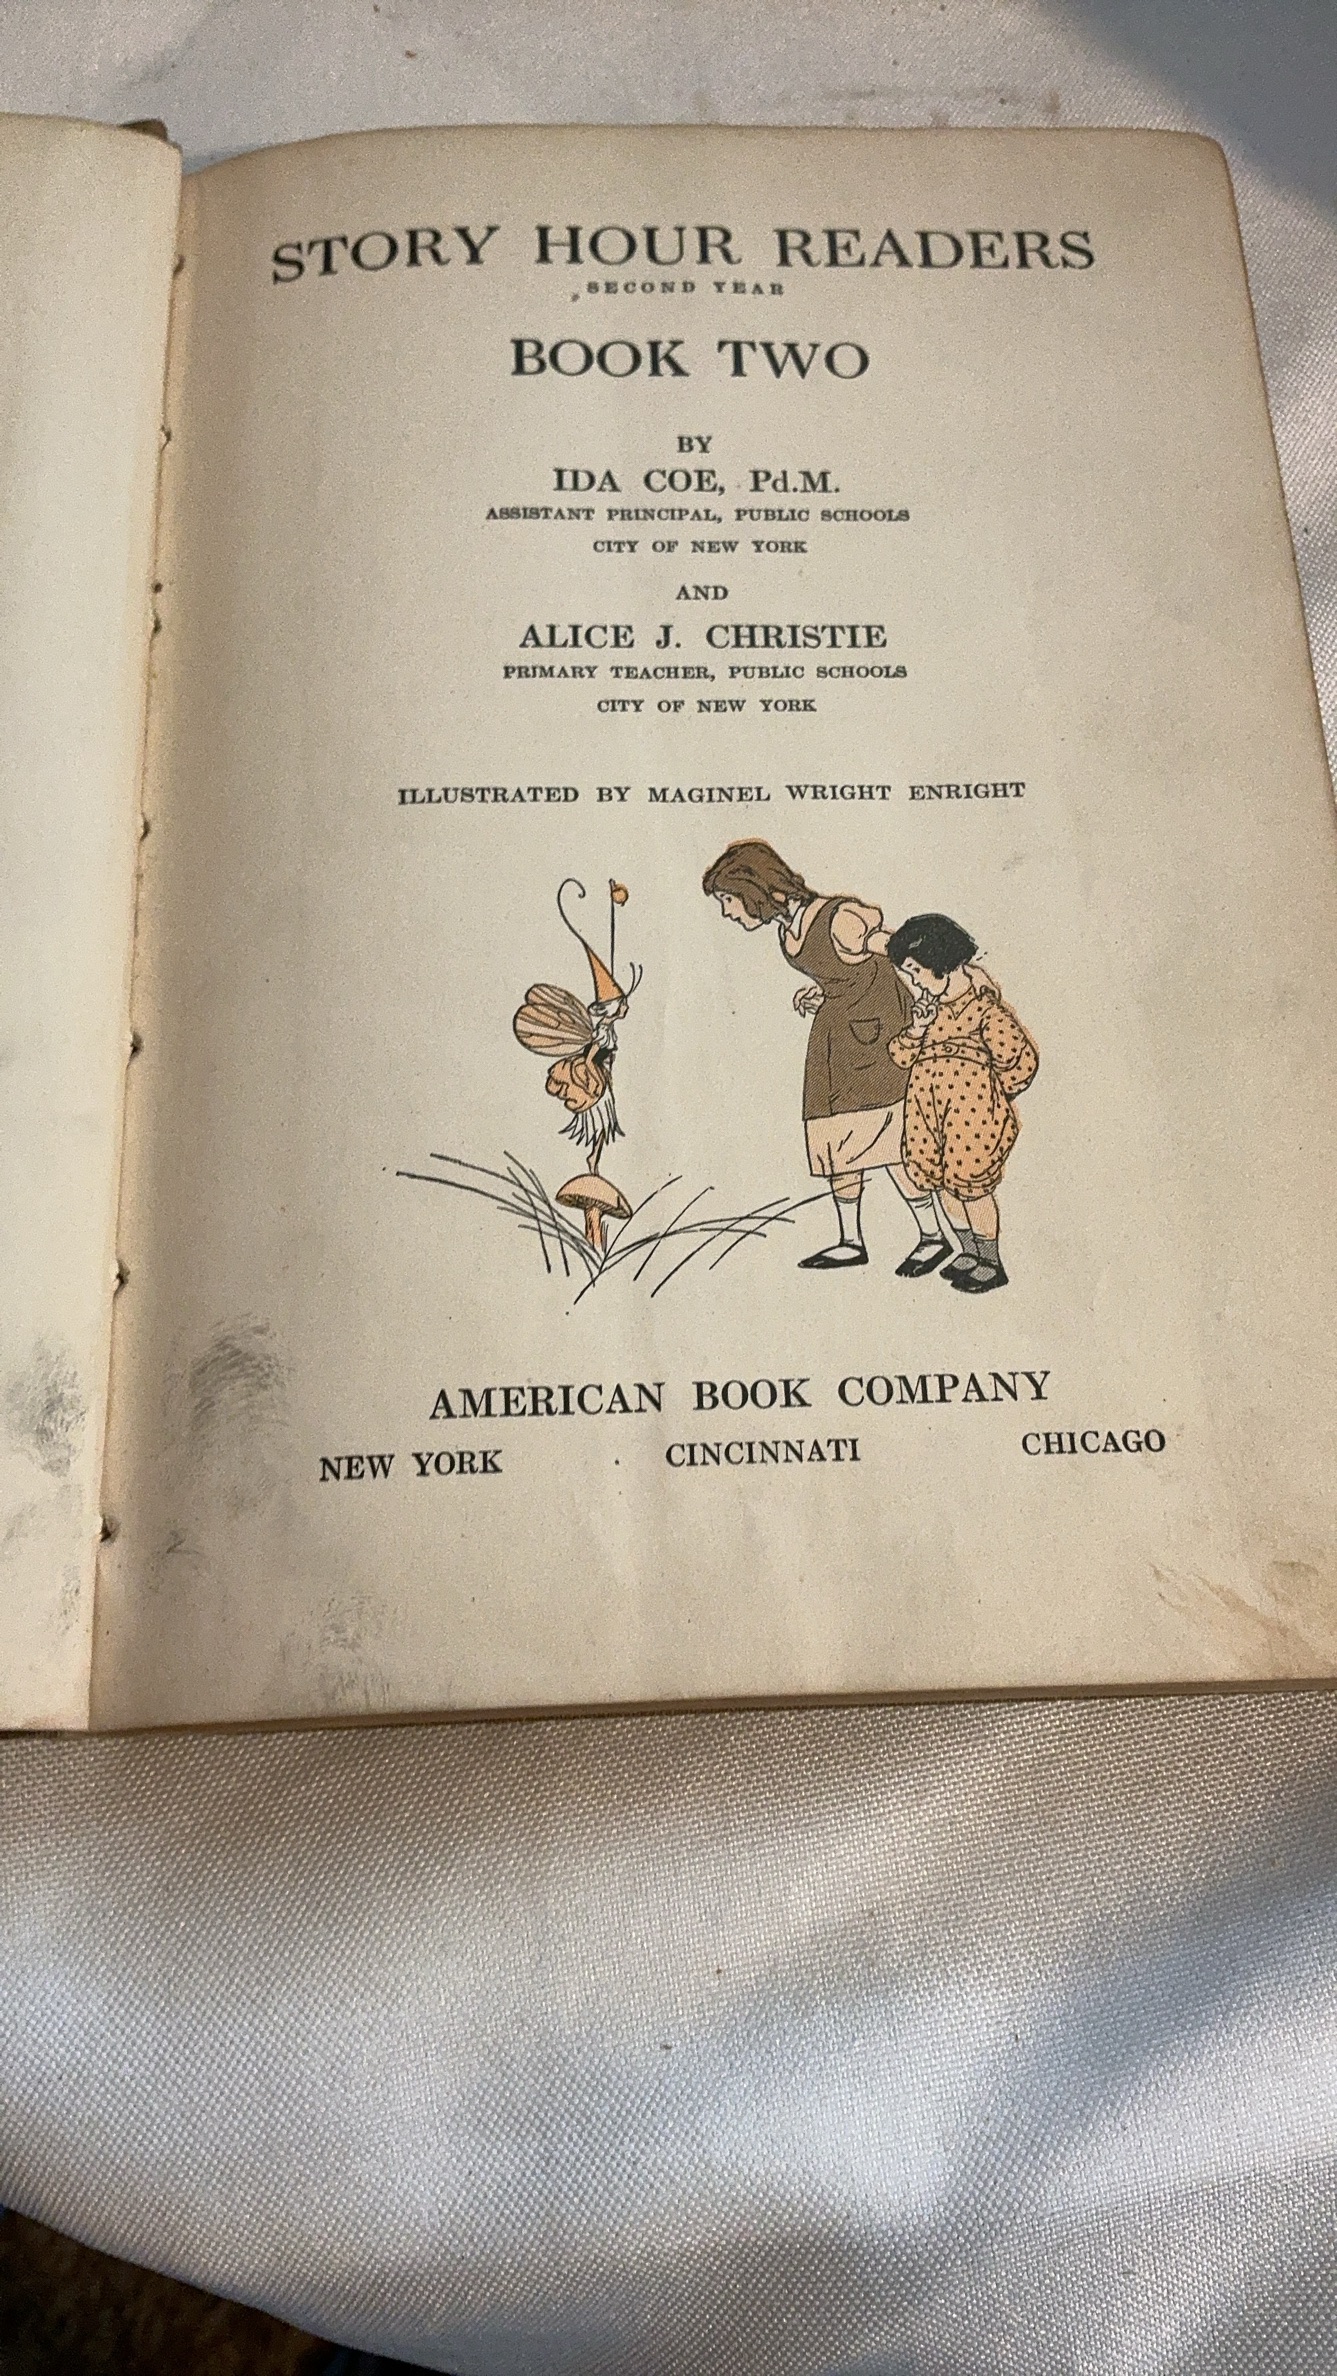 STORY HOUR READERS
SECOND YEAR
BOOK TWO
BY
IDA COE, Pd.M.
ASSISTANT PRINCIPAL, PUBLIC SCHOOLS
CITY OF NEW YORK
AND
ALICE J. CHRISTIE
PRIMARY TEACHER, PUBLIC SCHOOLS
CITY OF NEW YORK
ILLUSTRATED BY MAGINEL WRIGHT ENRIGHT
AMERICAN BOOK COMPANY
NEW YORK CINCINNATI CHICAGO